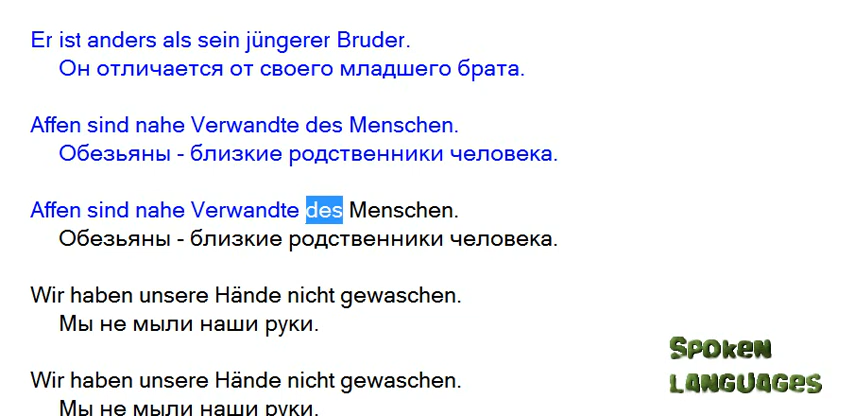 Er ist anders als sein jüngerer Bruder.
Он отличается от своего младшего брата.
Affen sind nahe Verwandte des Menschen.
Обезьяны - близкие родственники человека.
Affen sind nahe Verwandte des Menschen.
Обезьяны - близкие родственники человека.
Wir haben unsere Hände nicht gewaschen.
Мы не мыли наши руки.
Wir haben unsere Hände nicht gewaschen.
Мы не мыли наши руки.
Spoken
Languages